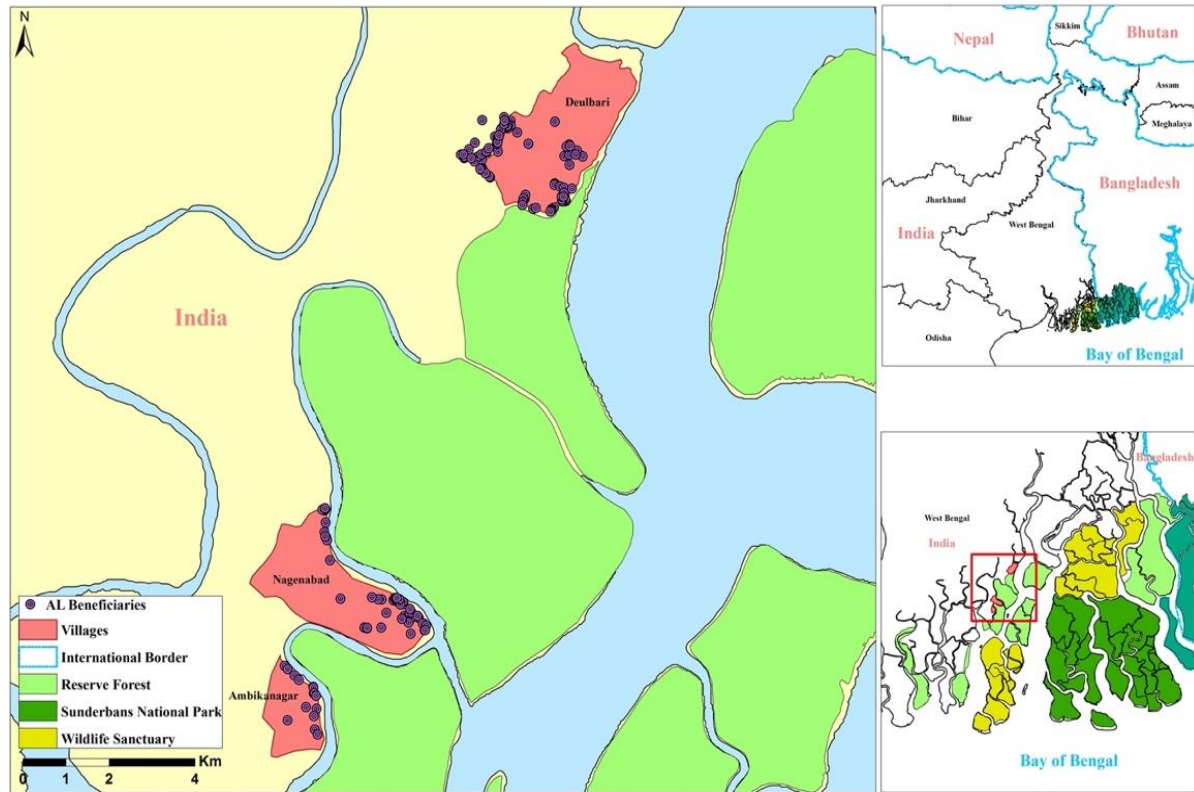 N
Deulbari
India
Nagenabad
Ambikanagar
AL Beneficiaries
Villages
International Border
Reserve Forest
Sunderbans National Park
Wildlife Sanctuary
Km
0 1 2 4
Sikkim
Nepal
Bhutan
Assam
Meghalaya
Bihar
Bangladesh
Jharkhand
West Bengal
India
Odisha
Bay of Bengal
Bangladesh
West Bengal
India
Bay of Bengal